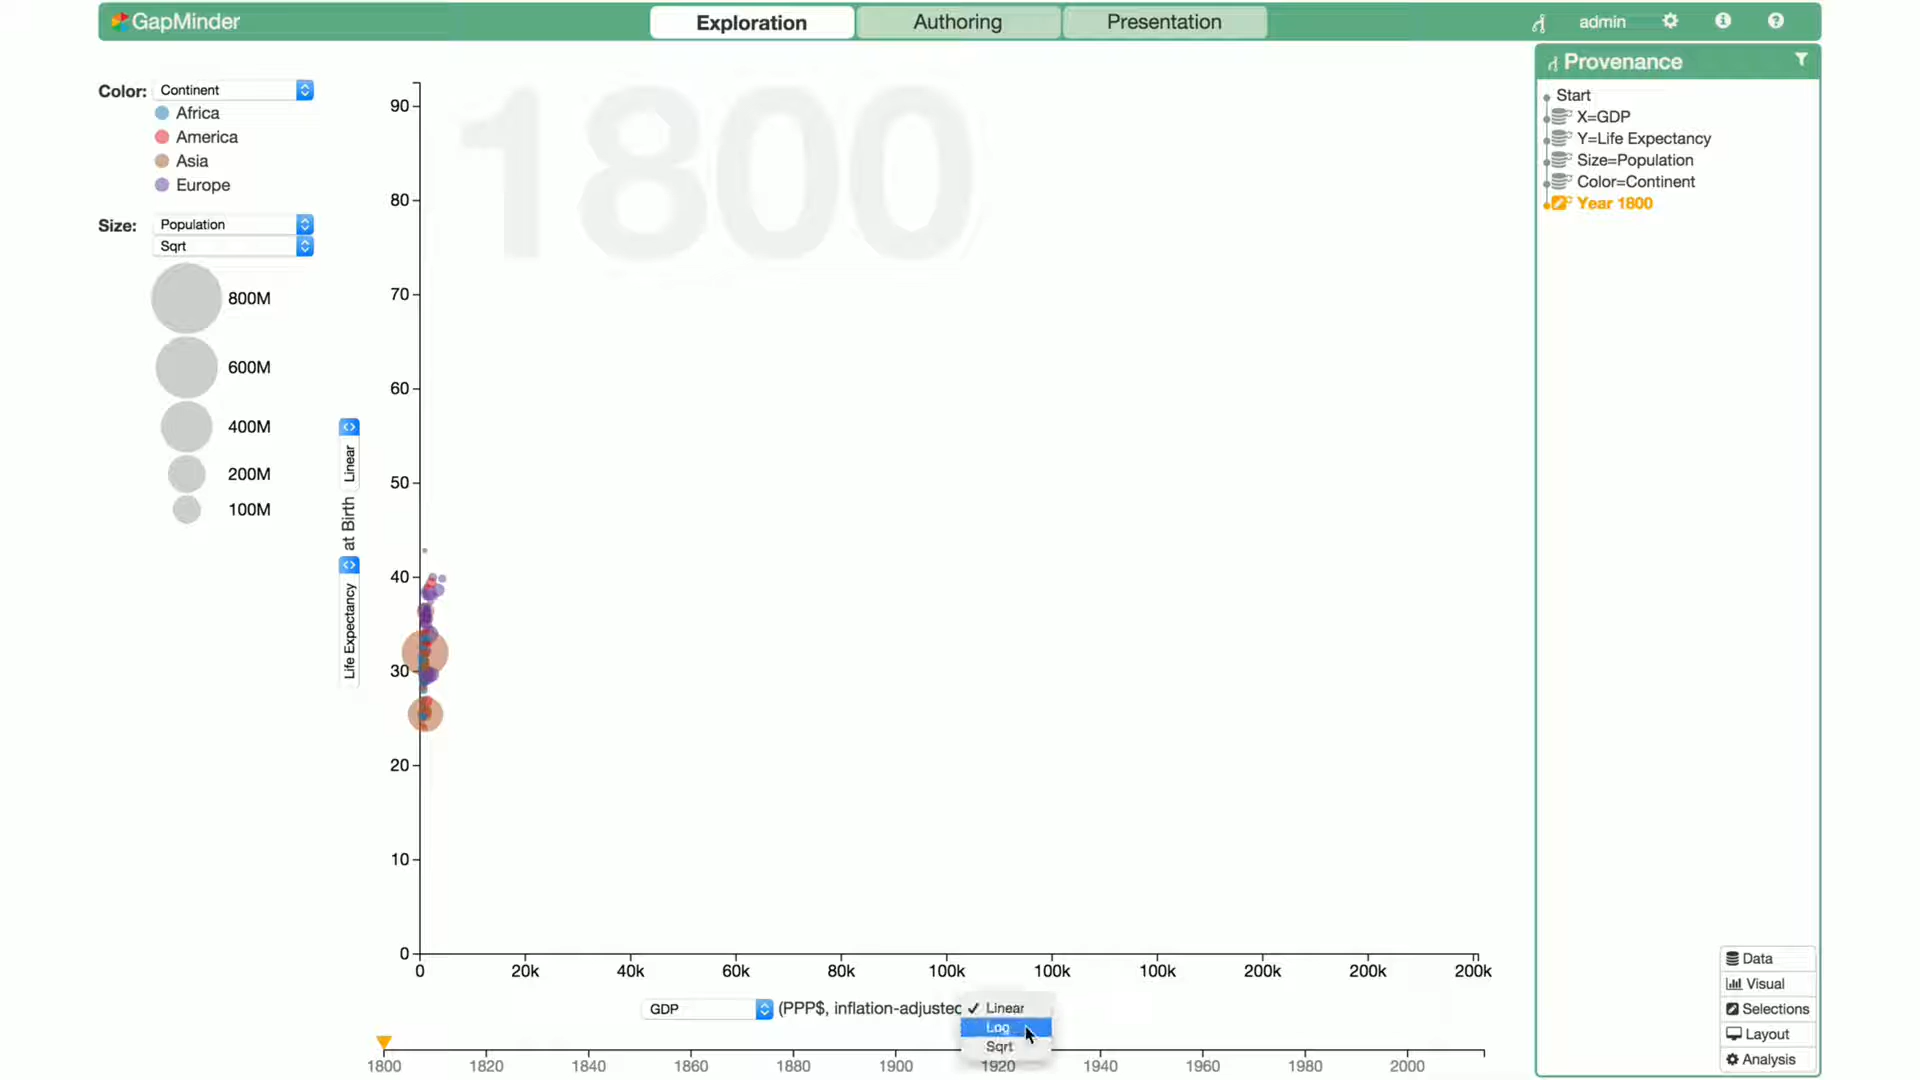 GapMinder
Exploration
Authoring
Presentation
admin
Color:
Continent
Africa
America
Asia
Europe
Size:
Population
Sqrt
800M
600M
400M
200M
100M
Life Expectancy
at Birth
Linear
1800
90
80
70
60
50
40
30
20
10
0
0 20k 40k 60k 80k 100k 100k 100k 200k 200k 200k
GDP
(PPP$, inflation-adjusted
✓ Linear
Log
Sqrt
1800 1820 1840 1860 1880 1900 1920 1940 1960 1980 2000
Provenance
Start
X=GDP
Y=Life Expectancy
Size=Population
Color=Continent
Year 1800
Data
Visual
Selections
Layout
Analysis